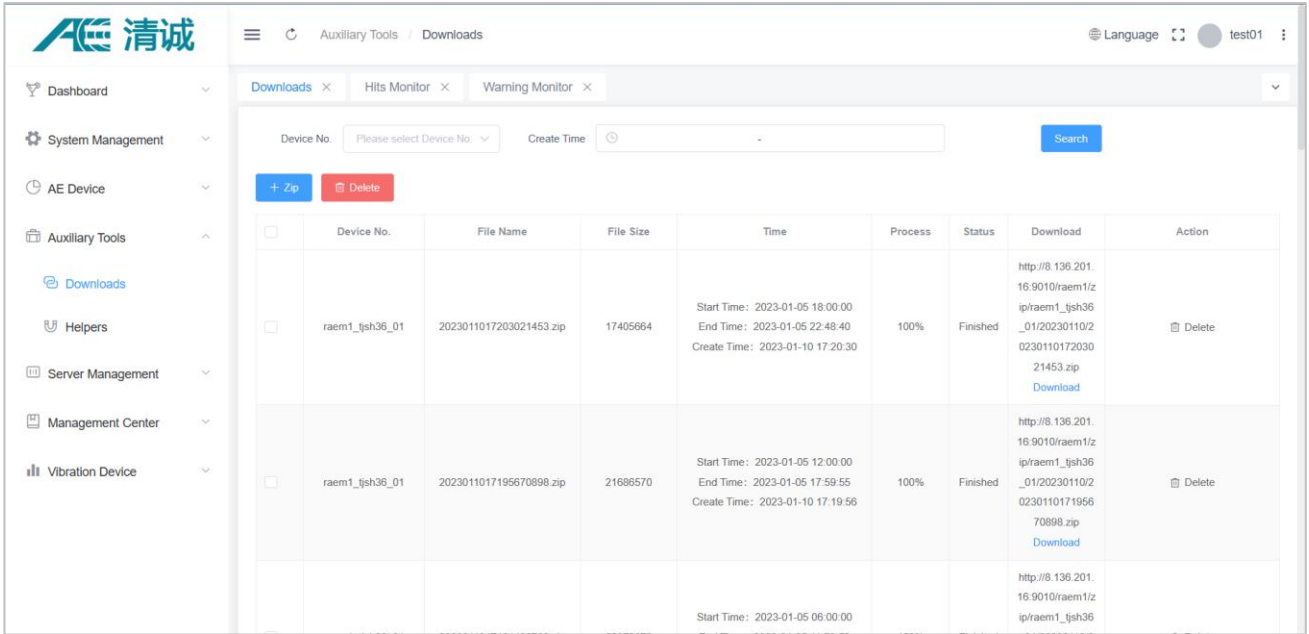 AE 清诚
Auxiliary Tools / Downloads
Language
test01
Dashboard
System Management
AE Device
Auxiliary Tools
Downloads
Helpers
Server Management
Management Center
Vibration Device
Downloads × Hits Monitor × Warning Monitor ×
Device No. Please select Device No. Create Time - Search
+ Zip Delete
Device No. File Name File Size Time Process Status Download Action
raem1_tjsh36_01 2023011017203021453.zip 17405664
Start Time：2023-01-05 18:00:00
End Time：2023-01-05 22:48:40
Create Time：2023-01-10 17:20:30
100% Finished
http://8.136.201.
16:9010/raem1/z
ip/raem1_tjsh36
_01/20230110/2
0230110172030
21453.zip
Download
Delete
raem1_tjsh36_01 2023011017195670898.zip 21686570
Start Time：2023-01-05 12:00:00
End Time：2023-01-05 17:59:55
Create Time：2023-01-10 17:19:56
100% Finished
http://8.136.201.
16:9010/raem1/z
ip/raem1_tjsh36
_01/20230110/2
0230110171956
70898.zip
Download
Delete
Start Time：2023-01-05 06:00:00
http://8.136.201.
16:9010/raem1/z
ip/raem1_tjsh36